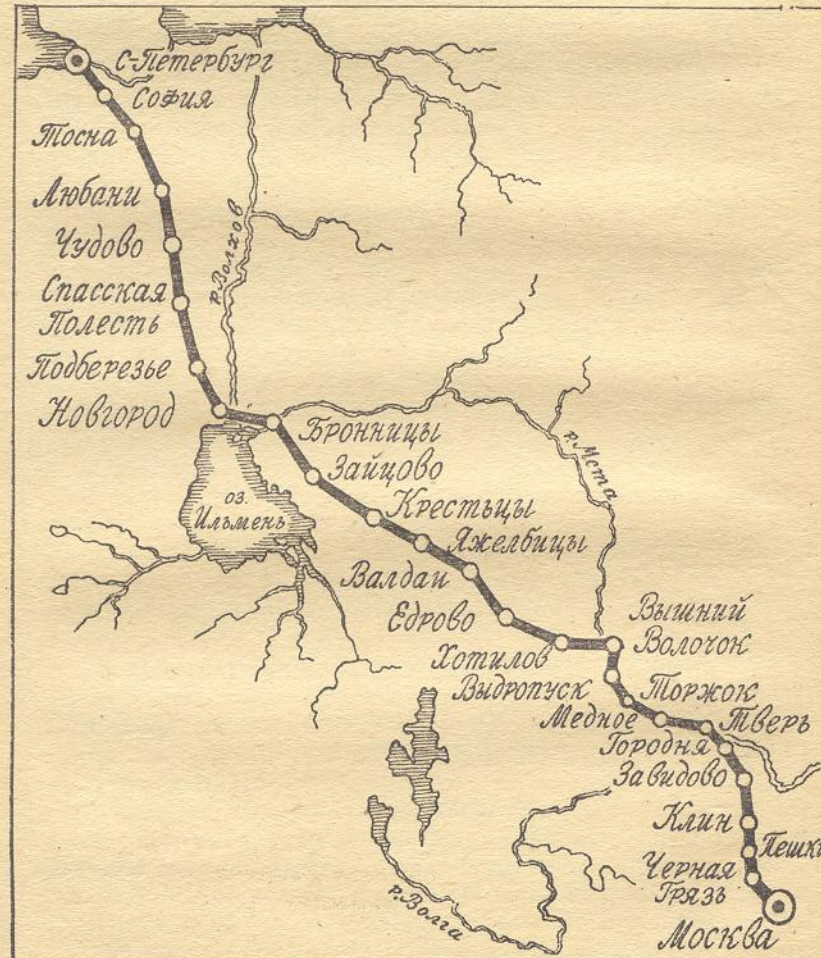 С-Петербург
София
Тосна
Любани
Чудово
р. Волхов
Спасская
Полесть
Подберезье
Новгород
Бронницы
Зайцово
оз.
Ильмень
р. Мста
Крестьцы
Яжелбицы
Валдаи
Едрово
Вышний
Волочок
Хотилов
Выдропуск
Торжок
Медное
Тверь
Городня
Завидово
Клин
Пешки
Черная
Грязь
р. Волга
Москва